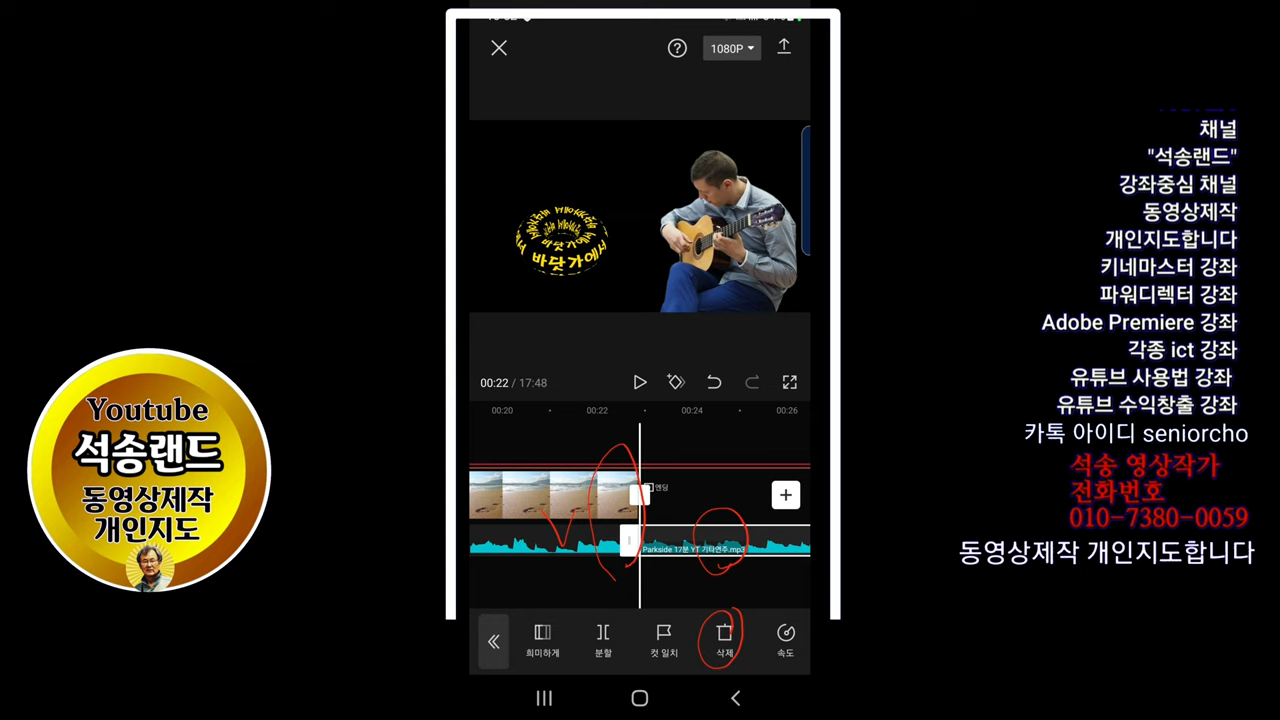 1080P
바닷가에서
00:22 / 17:48
00:20
00:22
00:24
00:26
엔딩
Parkside 17분 YT 기타연주.mp3
희미하게
분할
컷 일치
삭제
속도
Youtube
석송랜드
동영상제작
개인지도
채널
"석송랜드"
강좌중심 채널
동영상제작
개인지도합니다
키네마스터 강좌
파워디렉터 강좌
Adobe Premiere 강좌
각종 ict 강좌
유튜브 사용법 강좌
유튜브 수익창출 강좌
카톡 아이디 seniorcho
석송 영상작가
전화번호
010-7380-0059
동영상제작 개인지도합니다